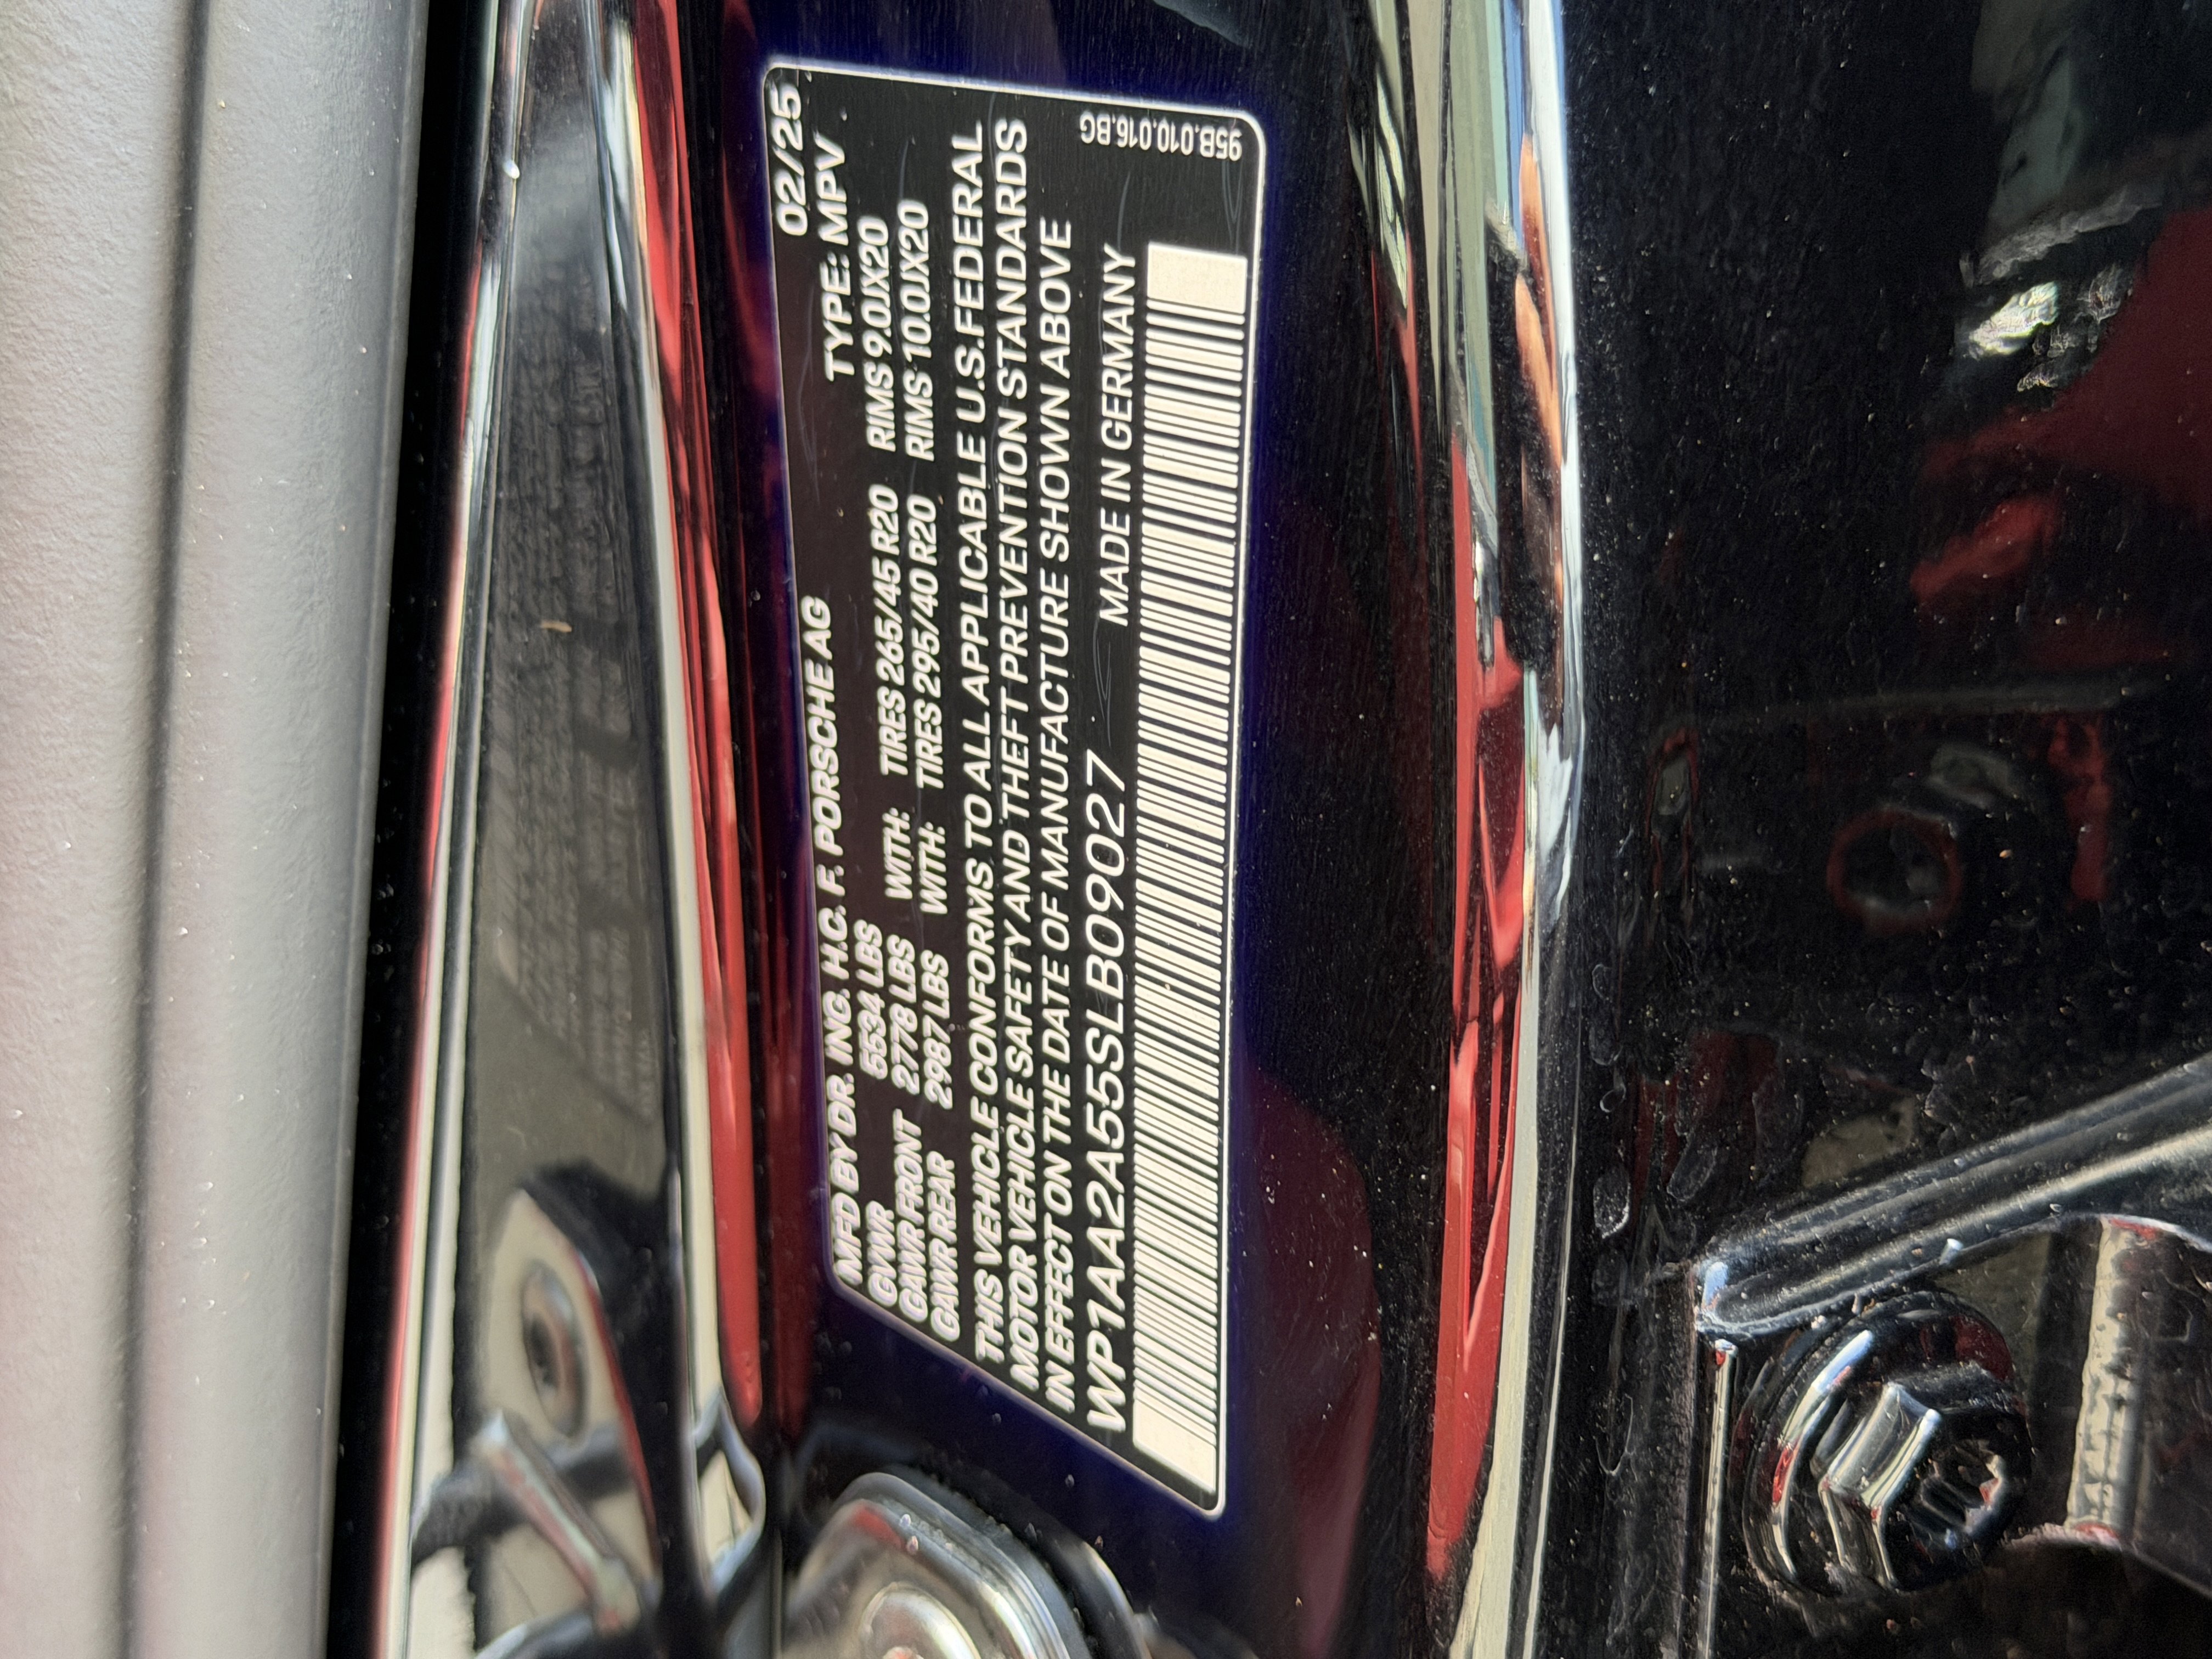 MFD BY DR. ING. H.C. F. PORSCHE AG 02/25
GVWR 5534 LBS TYPE: MPV
GAWR FRONT 2778 LBS WITH: TIRES 265/45 R20 RIMS 9.0JX20
GAWR REAR 2987 LBS WITH: TIRES 295/40 R20 RIMS 10.0JX20
THIS VEHICLE CONFORMS TO ALL APPLICABLE U.S. FEDERAL
MOTOR VEHICLE SAFETY AND THEFT PREVENTION STANDARDS
IN EFFECT ON THE DATE OF MANUFACTURE SHOWN ABOVE
WP1AA2A55SLB09027 MADE IN GERMANY
95B.010.016.BG